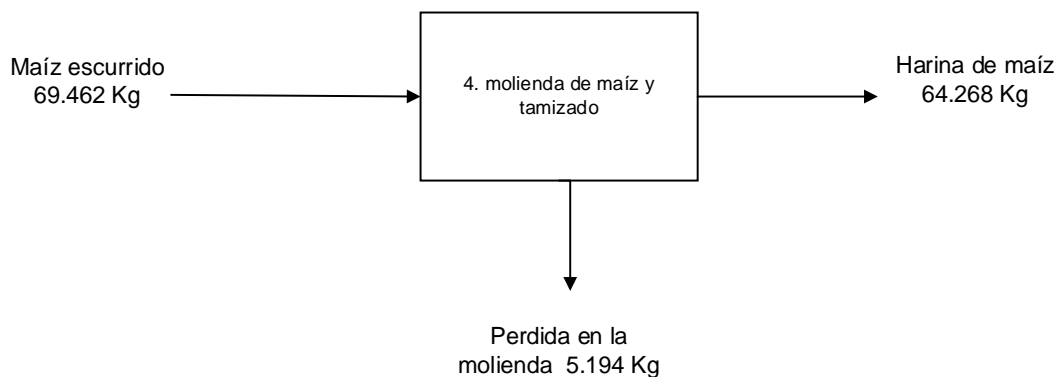 Maíz escurrido
69.462 Kg
4. molienda de maíz y
tamizado
Harina de maíz
64.268 Kg
Perdida en la
molienda  5.194 Kg